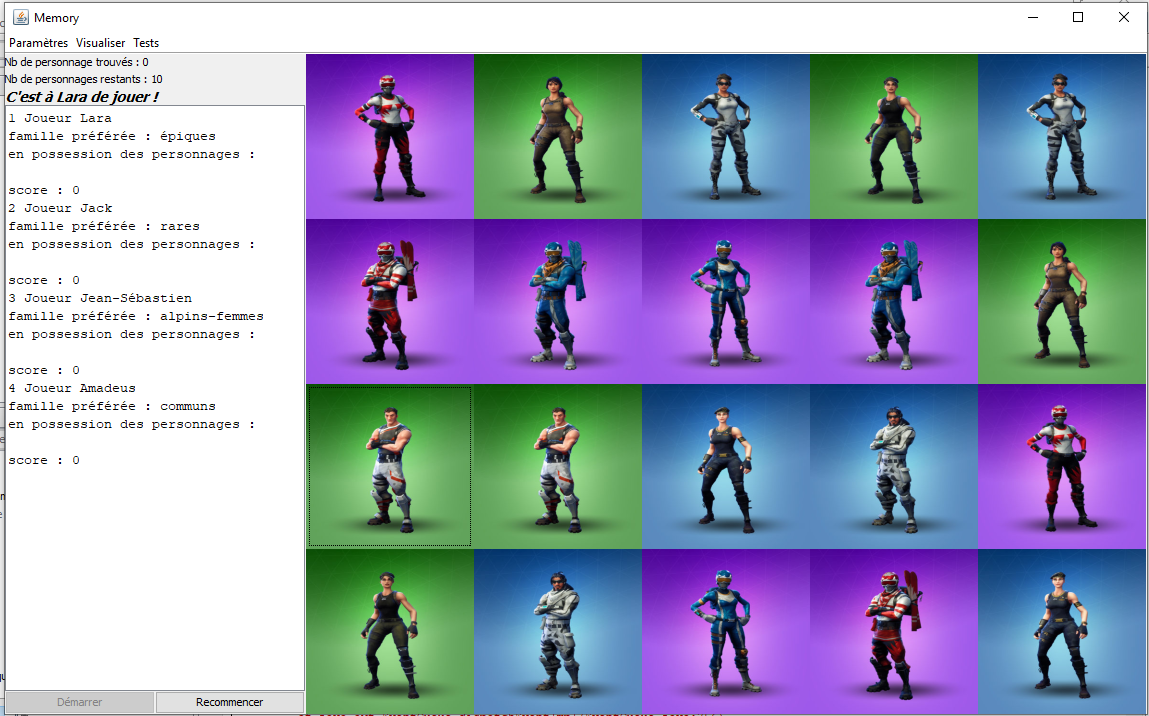 Memory
Paramètres Visualiser Tests
Nb de personnage trouvés : 0
Nb de personnages restants : 10
C'est à Lara de jouer !
1 Joueur Lara
famille préférée : épiques
en possession des personnages :
score : 0
2 Joueur Jack
famille préférée : rares
en possession des personnages :
score : 0
3 Joueur Jean-Sébastien
famille préférée : alpins-femmes
en possession des personnages :
score : 0
4 Joueur Amadeus
famille préférée : communs
en possession des personnages :
score : 0
Démarrer Recommencer